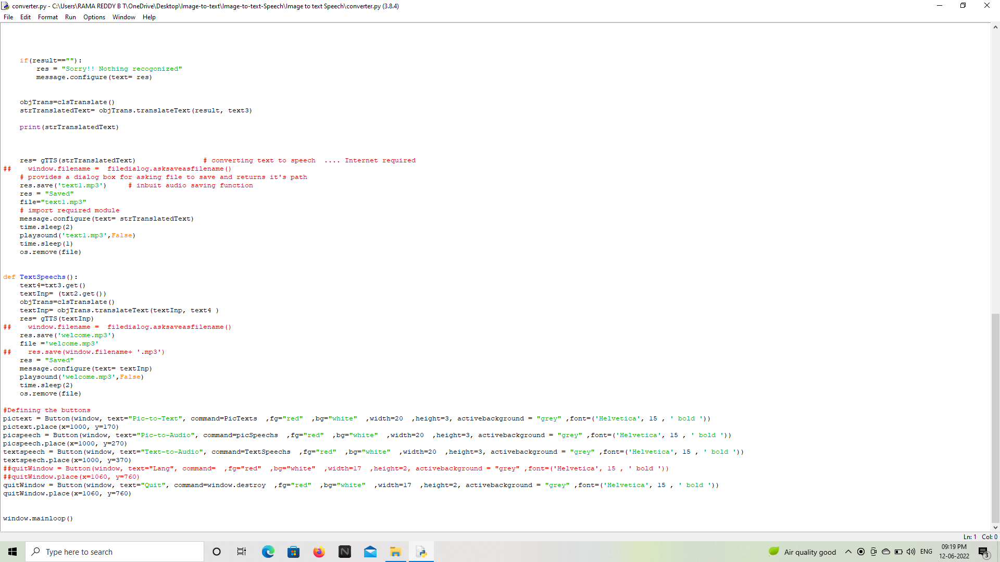 converter.py - C:\Users\RAMA REDDY B T\OneDrive\Desktop\Image-to-text\Image-to-text-Speech\Image to text Speech\converter.py (3.8.4)
File Edit Format Run Options Window Help
if(result==""):
res = "Sorry!! Nothing recogonized"
message.configure(text= res)
objTrans=clsTranslate()
strTranslatedText= objTrans.translateText(result, text3)
print(strTranslatedText)
res= gTTS(strTranslatedText) # converting text to speech .... Internet required
## window.filename = filedialog.asksaveasfilename()
# provides a dialog box for asking file to save and returns it's path
res.save('text1.mp3') # inbuit audio saving function
res = "Saved"
file="text1.mp3"
# import required module
message.configure(text= strTranslatedText)
time.sleep(2)
playsound('text1.mp3',False)
time.sleep(1)
os.remove(file)
def TextSpeechs():
text4=txt3.get()
textInp= (txt2.get())
objTrans=clsTranslate()
textInp= objTrans.translateText(textInp, text4 )
res= gTTS(textInp)
## window.filename = filedialog.asksaveasfilename()
res.save('welcome.mp3')
file ='welcome.mp3'
## res.save(window.filename+ '.mp3')
res = "Saved"
message.configure(text= textInp)
playsound('welcome.mp3',False)
time.sleep(2)
os.remove(file)
#Defining the buttons
pictext = Button(window, text="Pic-to-Text", command=PicTexts ,fg="red" ,bg="white" ,width=20 ,height=3, activebackground = "grey" ,font=('Helvetica', 15 , ' bold '))
pictext.place(x=1000, y=170)
picspeech = Button(window, text="Pic-to-Audio", command=picSpeechs ,fg="red" ,bg="white" ,width=20 ,height=3, activebackground = "grey" ,font=('Helvetica', 15 , ' bold '))
picspeech.place(x=1000, y=270)
textspeech = Button(window, text="Text-to-Audio", command=TextSpeechs ,fg="red" ,bg="white" ,width=20 ,height=3, activebackground = "grey" ,font=('Helvetica', 15 , ' bold '))
textspeech.place(x=1000, y=370)
##quitWindow = Button(window, text="Lang", command= ,fg="red" ,bg="white" ,width=17 ,height=2, activebackground = "grey" ,font=('Helvetica', 15 , ' bold '))
##quitWindow.place(x=1060, y=760)
quitWindow = Button(window, text="Quit", command=window.destroy ,fg="red" ,bg="white" ,width=17 ,height=2, activebackground = "grey" ,font=('Helvetica', 15 , ' bold '))
quitWindow.place(x=1060, y=760)
window.mainloop()
Ln: 1 Col: 0
Type here to search
N
Air quality good
ENG
09:19 PM
12-06-2022
3